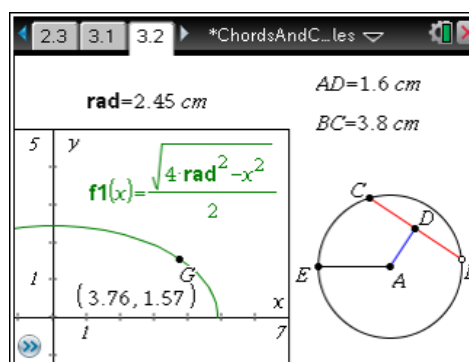 2.3 3.1 3.2 *ChordsAndC...les
rad=2.45 cm
AD=1.6 cm
BC=3.8 cm
5 y
f1(x)=√(4·rad²-x²)/2
1
G
(3.76, 1.57)
x
1 7
C
D
E
A